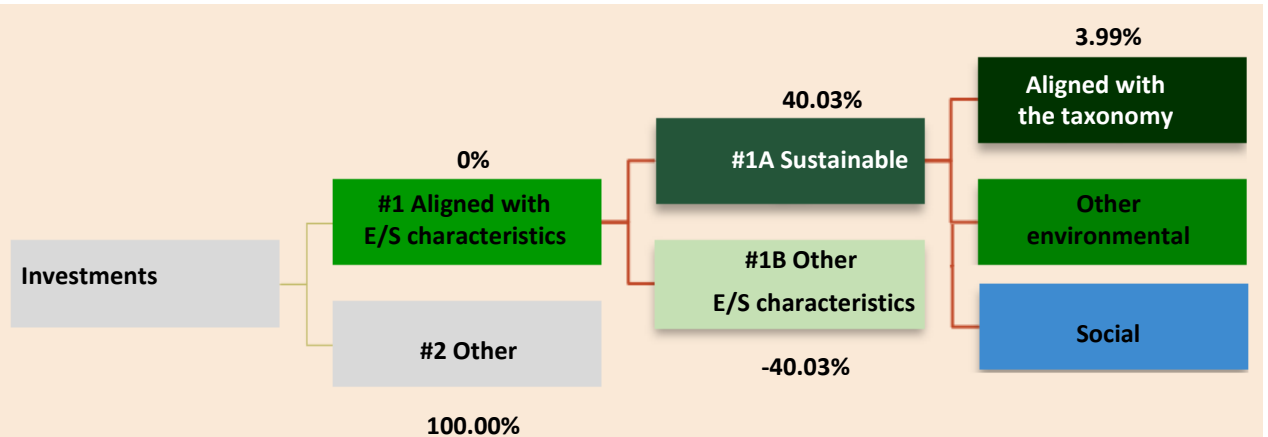 3.99%
Aligned with
the taxonomy
40.03%
#1A Sustainable
0%
#1 Aligned with
E/S characteristics
Other
environmental
#1B Other
E/S characteristics
Investments
Social
#2 Other
-40.03%
100.00%